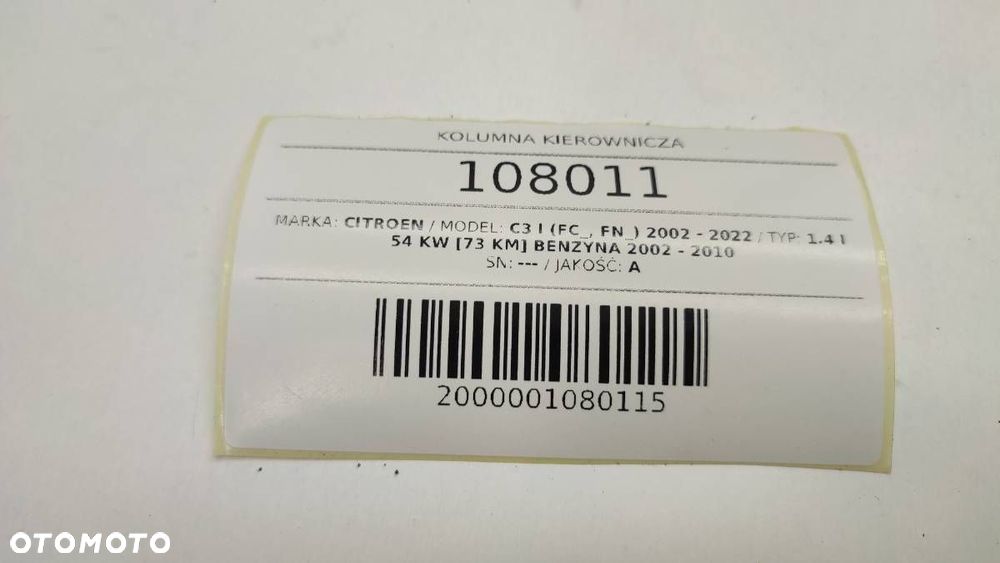 KOLUMNA KIEROWNICZA
108011
MARKA: CITROEN / MODEL: C3 I (FC_, FN_) 2002 - 2022 / TYP: 1.4 I
54 KW [73 KM] BENZYNA 2002 - 2010
SN: --- / JAKOŚĆ: A
2000001080115
OTOMOTO